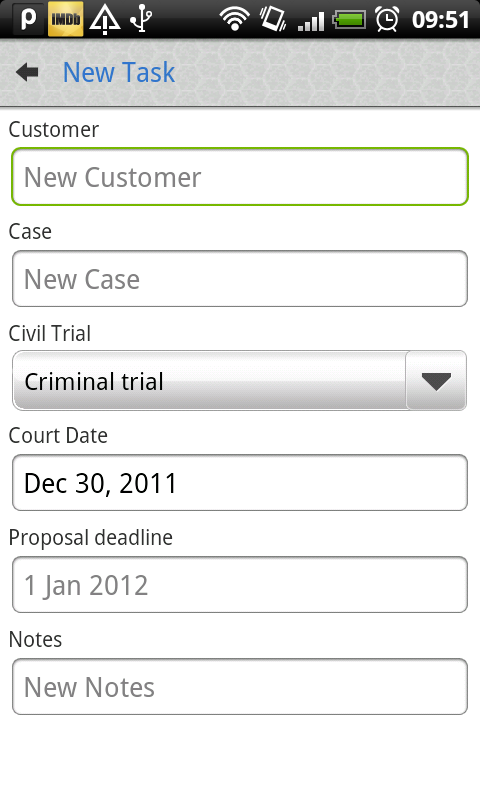 p IMDb 09:51
New Task
Customer
New Customer
Case
New Case
Civil Trial
Criminal trial
Court Date
Dec 30, 2011
Proposal deadline
1 Jan 2012
Notes
New Notes